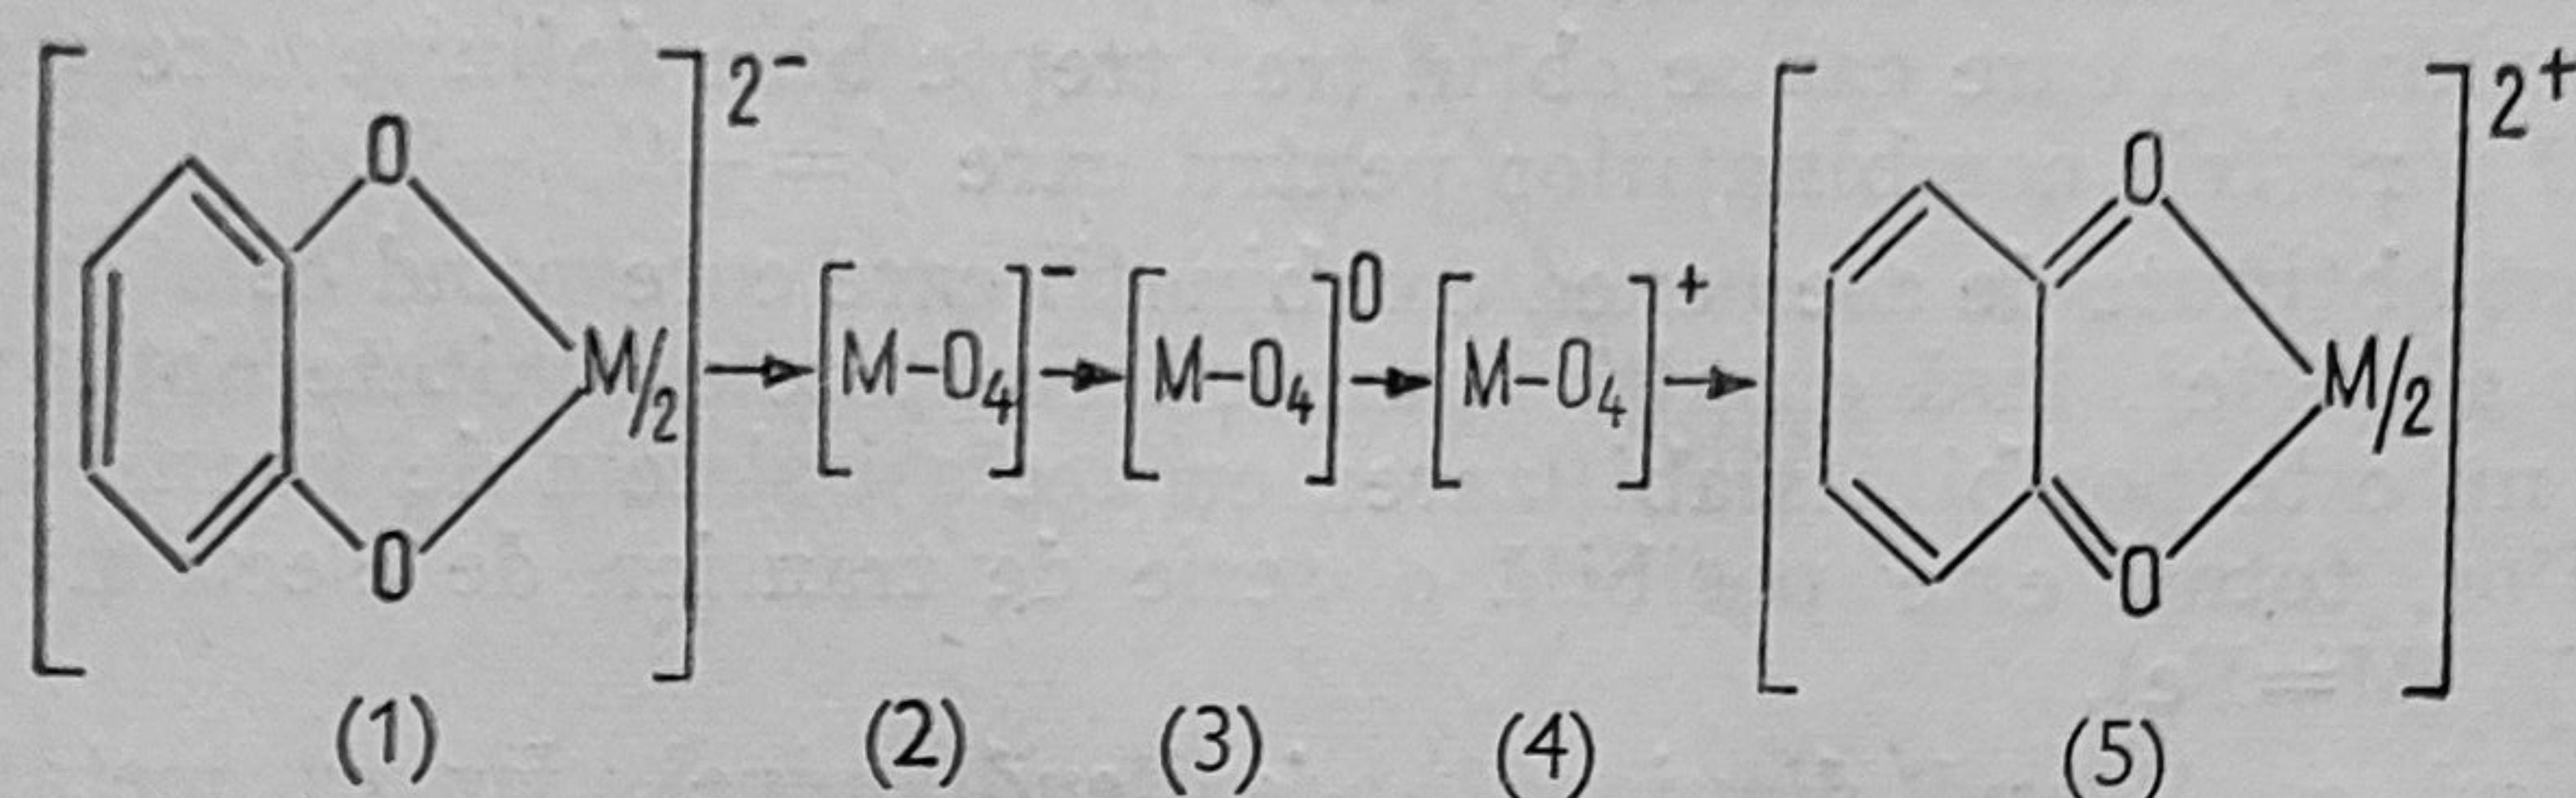 [ O O M/2 ]2- → [M-O4]- → [M-O4]0 → [M-O4]+ → [ O O M/2 ]2+
(1) (2) (3) (4) (5)